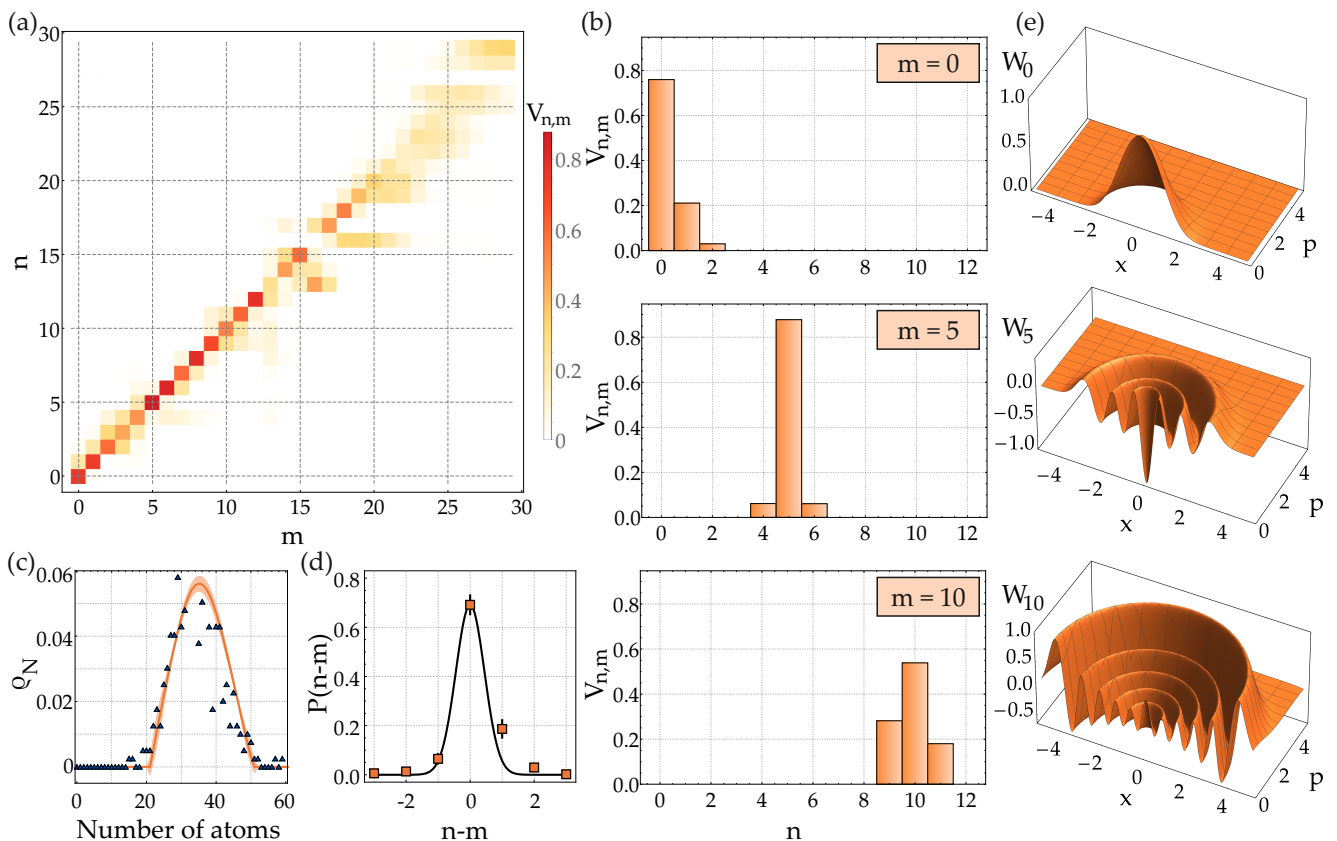 (a)
30
25
20
15
10
5
0
n
0 5 10 15 20 25 30
m
V_{n,m}
0.8
0.6
0.4
0.2
0
(b)
m = 0
V_{n,m}
0.8
0.6
0.4
0.2
0.0
0 2 4 6 8 10 12
m = 5
V_{n,m}
0.8
0.6
0.4
0.2
0.0
0 2 4 6 8 10 12
m = 10
V_{n,m}
0.8
0.6
0.4
0.2
0.0
0 2 4 6 8 10 12
n
(c)
0.06
0.04
0.02
0
ϱ_N
0 20 40 60
Number of atoms
(d)
0.8
0.6
0.4
0.2
0.0
P(n-m)
-2 0 2
n-m
(e)
W_0
1.0
0.5
0.0
-4 -2 0 2 4
x
0 2 4
p
W_5
0.0
-0.5
-1.0
-4 -2 0 2 4
x
0 2 4
p
W_10
1.0
0.5
0.0
-0.5
-4 -2 0 2 4
x
0 2 4
p